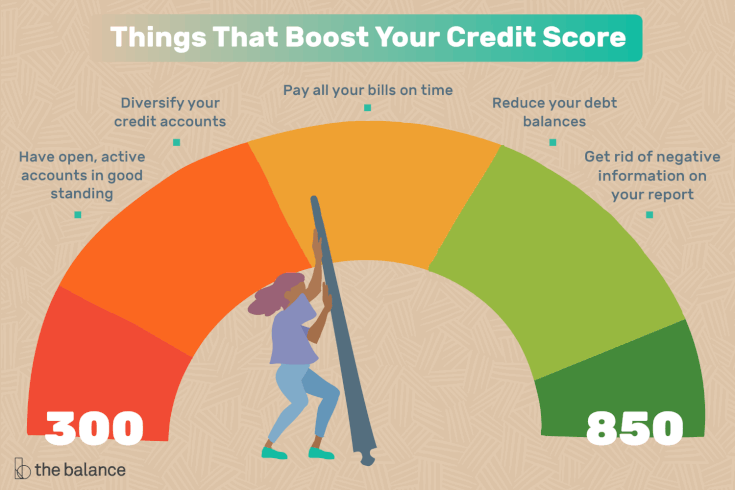 Things That Boost Your Credit Score
Pay all your bills on time
Diversify your
credit accounts
Reduce your debt
balances
Have open, active
accounts in good
standing
Get rid of negative
information on
your report
300
850
the balance